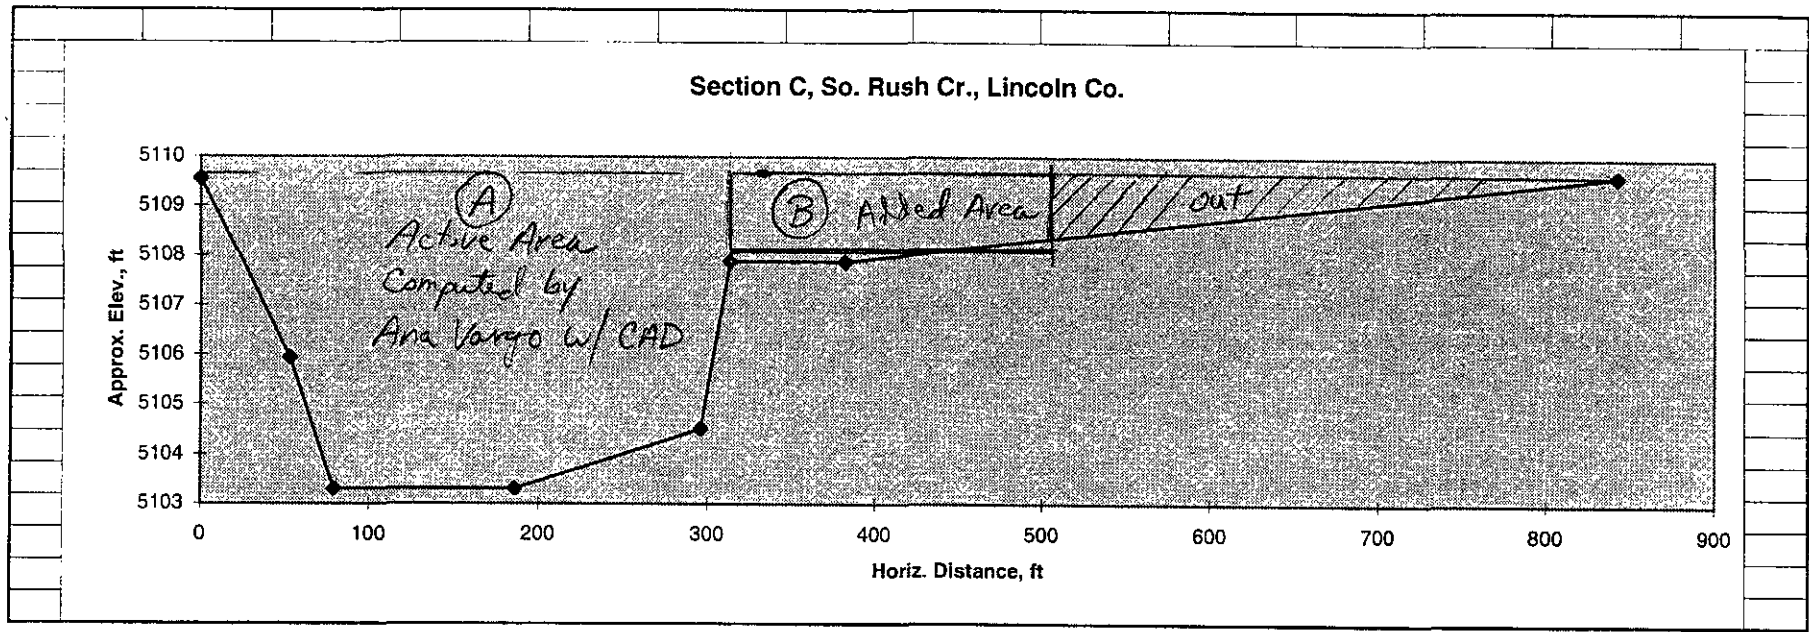 Section C, So. Rush Cr., Lincoln Co.
Approx. Elev., ft
5110
5109
5108
5107
5106
5105
5104
5103
A
Active Area
Computed by
Ana Vargo w/ CAD
B Added Area
out
0 100 200 300 400 500 600 700 800 900
Horiz. Distance, ft